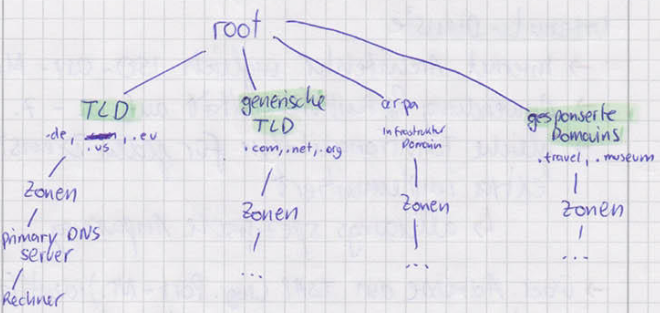 root
TLD
.de, .us, .eu
Zonen
primary DNS
server
Rechner
generische
TLD
.com, .net, .org
Zonen
...
arpa
Infrastruktur
Domain
Zonen
...
gesponserte
Domains
.travel, .museum
Zonen
...